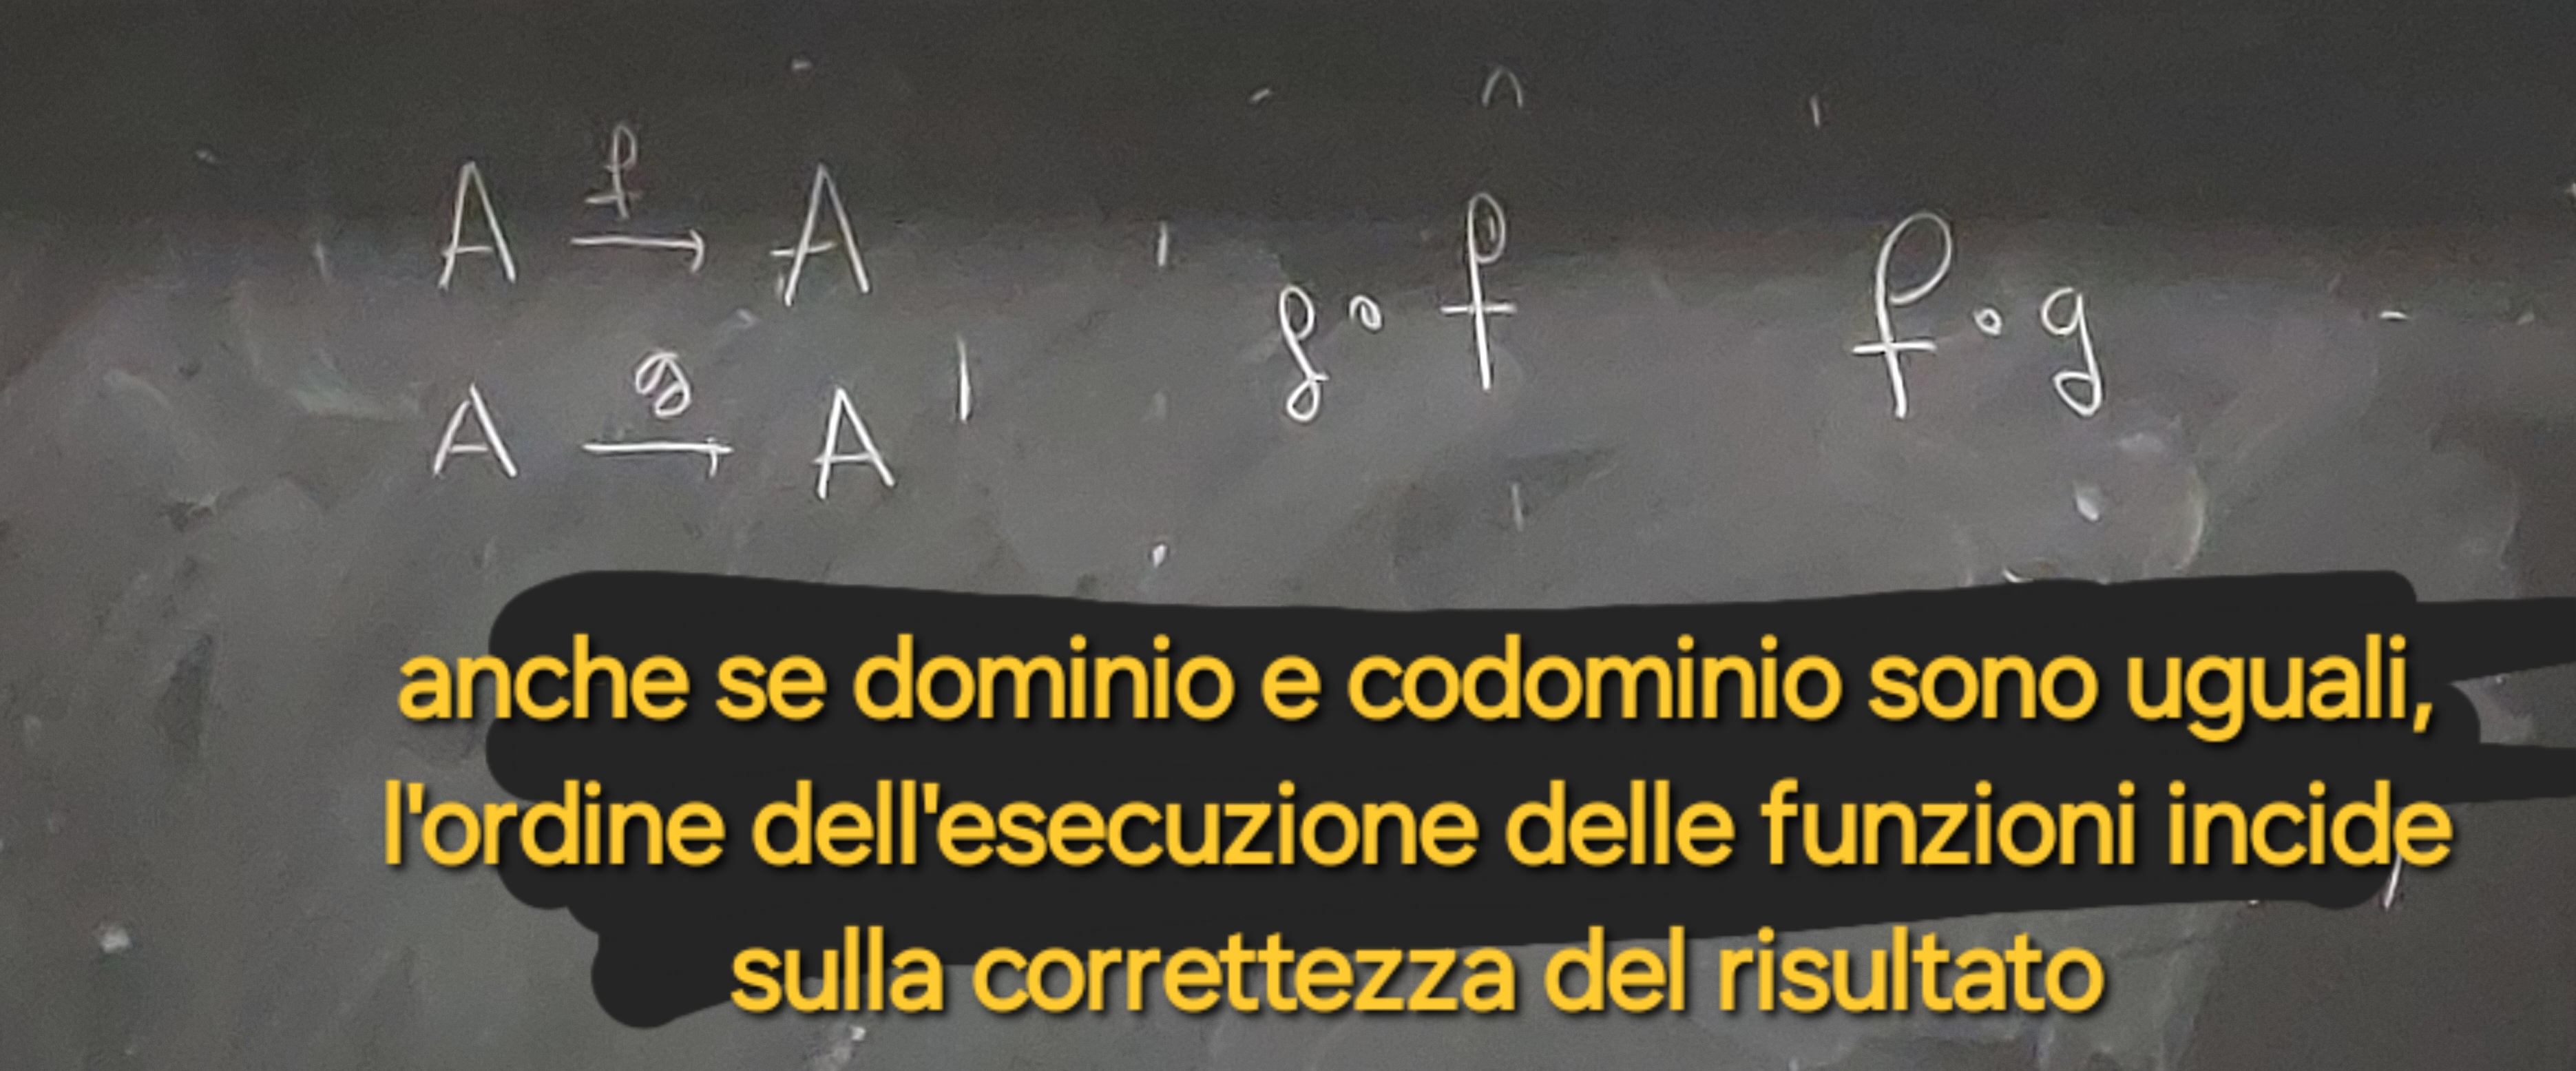 A f→ A
g∘f f∘g
A g→ A
anche se dominio e codominio sono uguali,
l'ordine dell'esecuzione delle funzioni incide
sulla correttezza del risultato